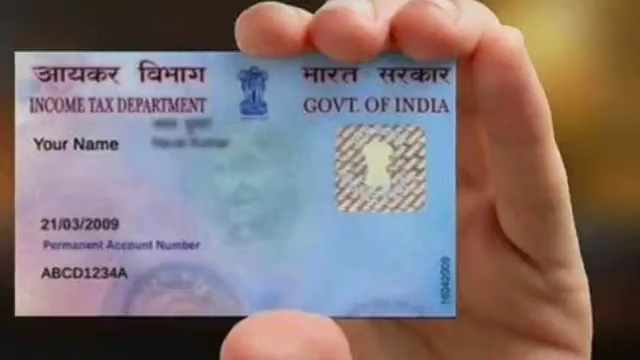 आयकर विभाग
भारत सरकार
INCOME TAX DEPARTMENT
GOVT. OF INDIA
Your Name
21/03/2009
Permanent Account Number
ABCD1234A